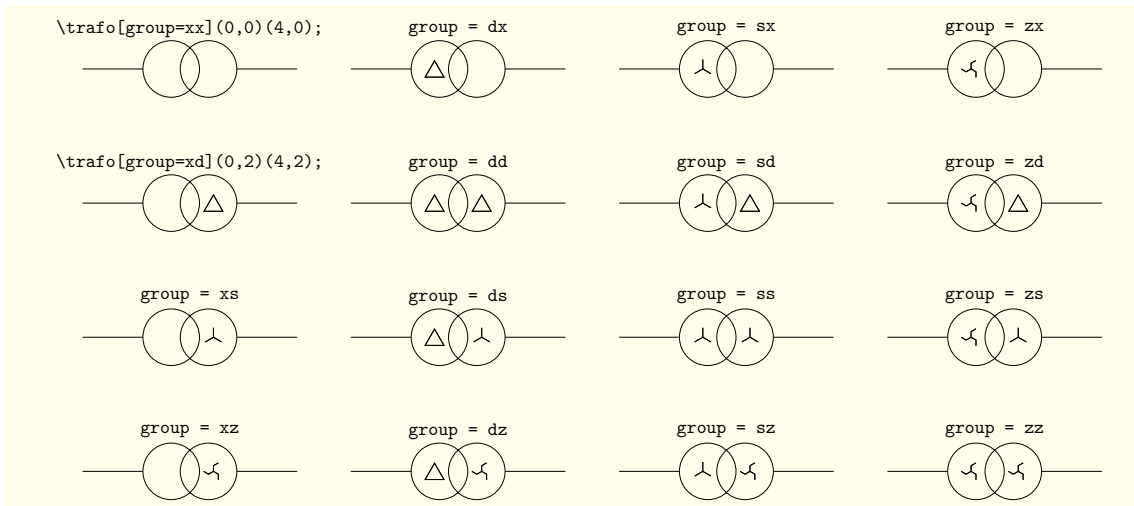 \trafo[group=xx](0,0)(4,0);
group = dx
group = sx
group = zx
\trafo[group=xd](0,2)(4,2);
group = dd
group = sd
group = zd
group = xs
group = ds
group = ss
group = zs
group = xz
group = dz
group = sz
group = zz